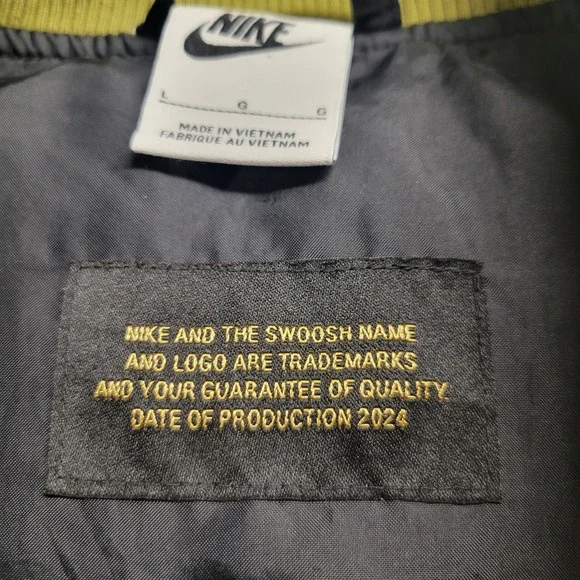 NIKE
L G G
MADE IN VIETNAM
FABRIQUE AU VIETNAM
NIKE AND THE SWOOSH NAME
AND LOGO ARE TRADEMARKS
AND YOUR GUARANTEE OF QUALITY.
DATE OF PRODUCTION 2024